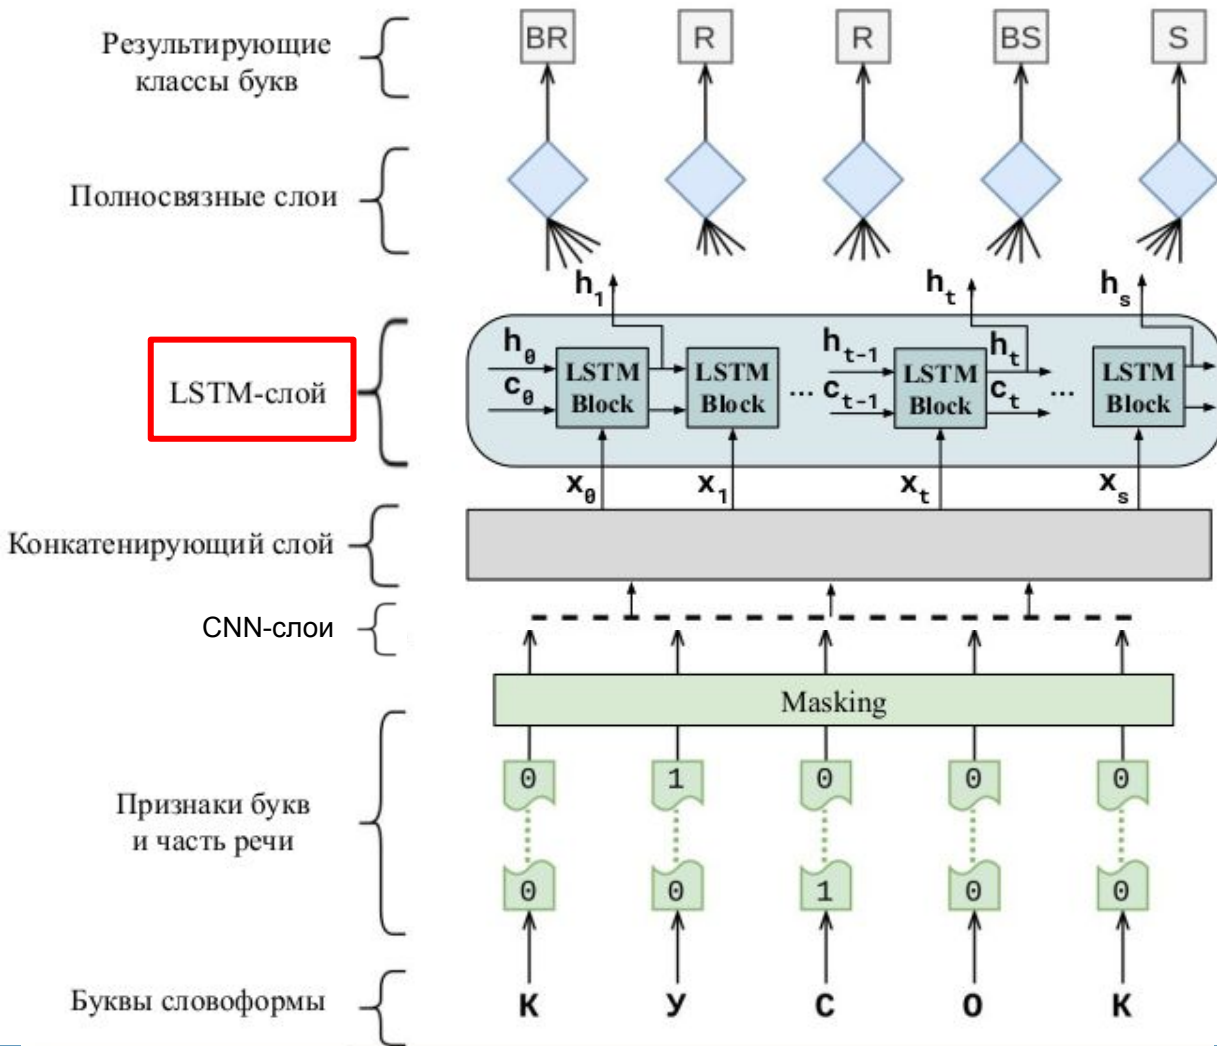 Результирующие
классы букв
BR R R BS S
Полносвязные слои
h₁ hₜ hₛ
LSTM-слой
h₀ hₜ₋₁ hₜ
LSTM Block LSTM Block ... LSTM Block ... LSTM Block
c₀ cₜ₋₁ cₜ
x₀ x₁ xₜ xₛ
Конкатенирующий слой
CNN-слои
Masking
0 1 0 0 0
Признаки букв
и часть речи
0 0 1 0 0
Буквы словоформы
К У С О К